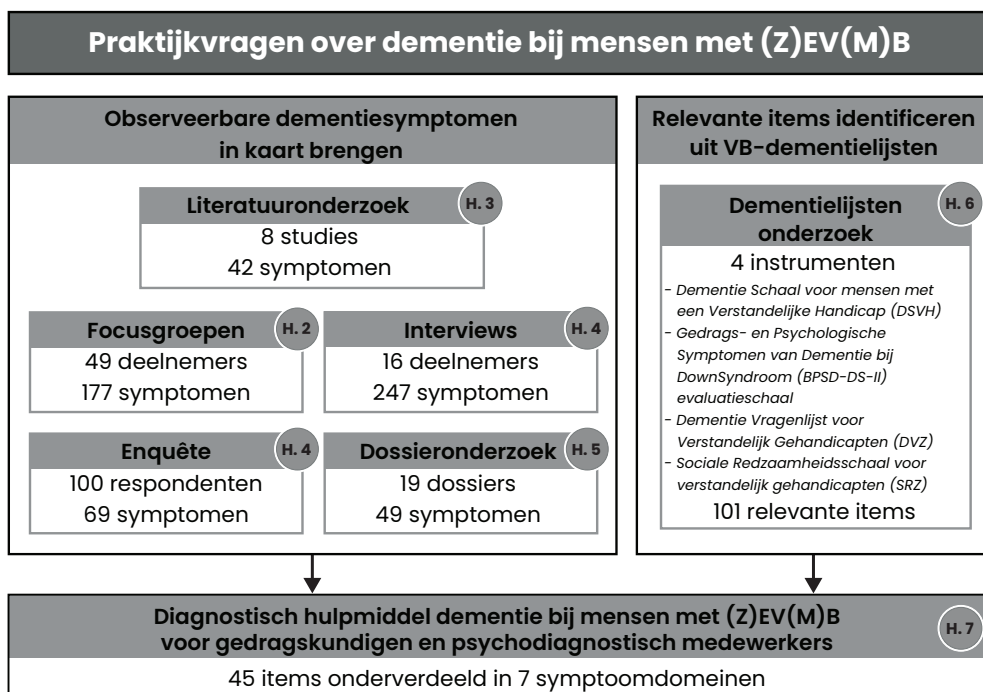 Praktijkvragen over dementie bij mensen met (Z)EV(M)B
Observeerbare dementiesymptomen
in kaart brengen
Literatuuronderzoek
H. 3
8 studies
42 symptomen
Focusgroepen
H. 2
49 deelnemers
177 symptomen
Interviews
H. 4
16 deelnemers
247 symptomen
Enquête
H. 4
100 respondenten
69 symptomen
Dossieronderzoek
H. 5
19 dossiers
49 symptomen
Relevante items identificeren
uit VB-dementielijsten
Dementielijsten
onderzoek
H. 6
4 instrumenten
- Dementie Schaal voor mensen met
een Verstandelijke Handicap (DSVH)
- Gedrags- en Psychologische
Symptomen van Dementie bij
DownSyndroom (BPSD-DS-II)
evaluatieschaal
- Dementie Vragenlijst voor
Verstandelijk Gehandicapten (DVZ)
- Sociale Redzaamheidsschaal voor
verstandelijk gehandicapten (SRZ)
101 relevante items
Diagnostisch hulpmiddel dementie bij mensen met (Z)EV(M)B
voor gedragskundigen en psychodiagnostisch medewerkers
H. 7
45 items onderverdeeld in 7 symptoomdomeinen